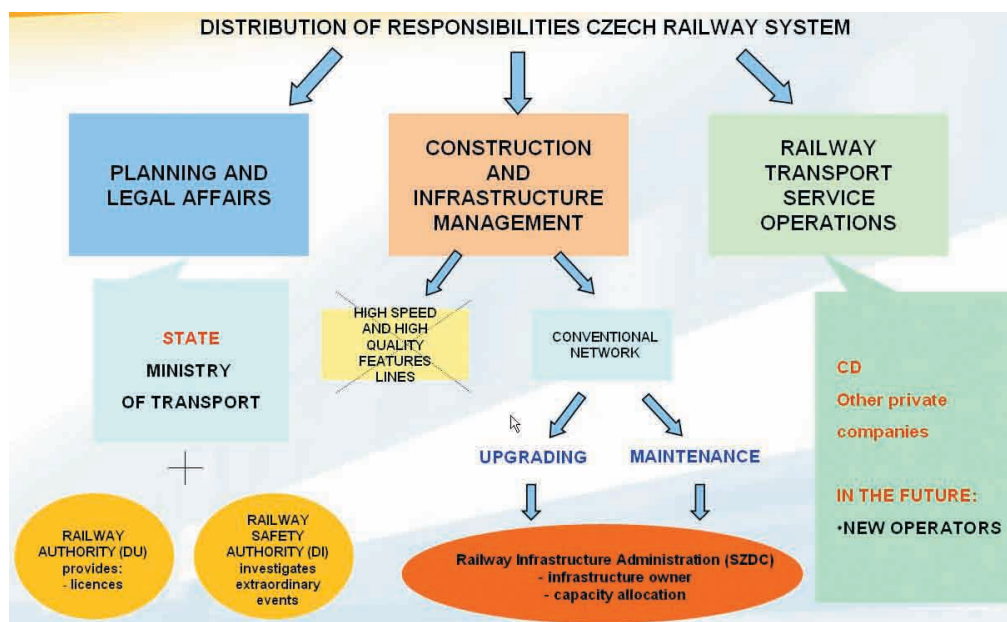 DISTRIBUTION OF RESPONSIBILITIES CZECH RAILWAY SYSTEM
PLANNING AND
LEGAL AFFAIRS
CONSTRUCTION
AND
INFRASTRUCTURE
MANAGEMENT
RAILWAY
TRANSPORT
SERVICE
OPERATIONS
STATE
MINISTRY
OF TRANSPORT
HIGH SPEED
AND HIGH
QUALITY
FEATURES
LINES
CONVENTIONAL
NETWORK
CD
Other private
companies
IN THE FUTURE:
•NEW OPERATORS
UPGRADING
MAINTENANCE
RAILWAY
AUTHORITY (DU)
provides:
- licences
RAILWAY
SAFETY
AUTHORITY (DI)
investigates
extraordinary
events
Railway Infrastructure Administration (SZDC)
- infrastructure owner
- capacity allocation